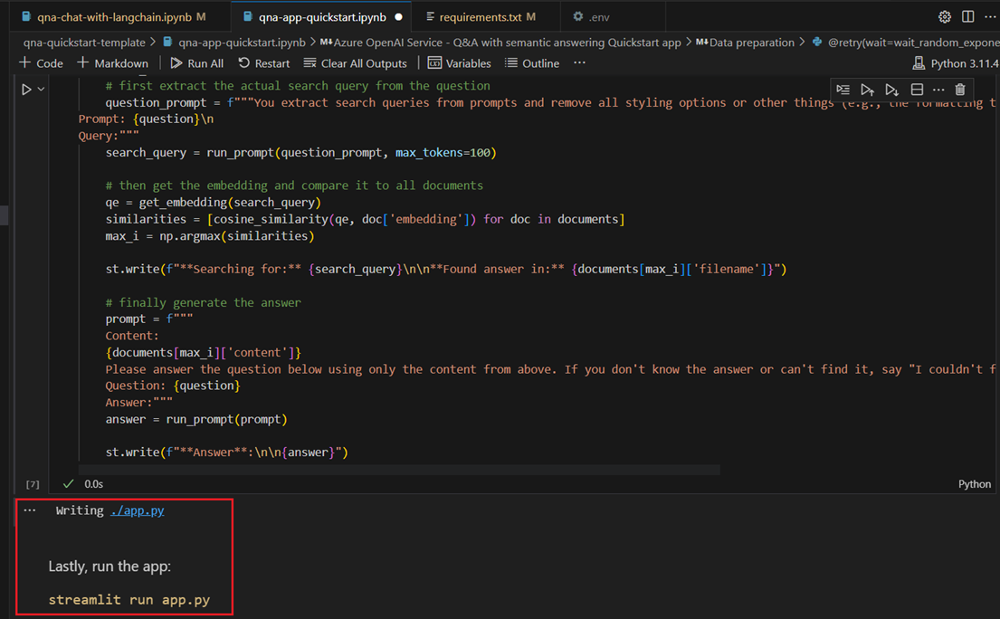 qna-chat-with-langchain.ipynb M
qna-app-quickstart.ipynb
requirements.txt M
.env
qna-quickstart-template > qna-app-quickstart.ipynb > M↓Azure OpenAI Service - Q&A with semantic answering Quickstart app > M↓Data preparation > @retry(wait=wait_random_expone
+ Code + Markdown Run All Restart Clear All Outputs Variables Outline ... Python 3.11.4
# first extract the actual search query from the question
question_prompt = f"""You extract search queries from prompts and remove all styling options or other things (e.g., the formatting t
Prompt: {question}\n
Query:"""
search_query = run_prompt(question_prompt, max_tokens=100)
# then get the embedding and compare it to all documents
qe = get_embedding(search_query)
similarities = [cosine_similarity(qe, doc['embedding']) for doc in documents]
max_i = np.argmax(similarities)
st.write(f"**Searching for:** {search_query}\n\n**Found answer in:** {documents[max_i]['filename']}")
# finally generate the answer
prompt = f"""
Content:
{documents[max_i]['content']}
Please answer the question below using only the content from above. If you don't know the answer or can't find it, say "I couldn't f
Question: {question}
Answer:"""
answer = run_prompt(prompt)
st.write(f"**Answer**:\n\n{answer}")
[7] ✓ 0.0s Python
... Writing ./app.py
Lastly, run the app:
streamlit run app.py